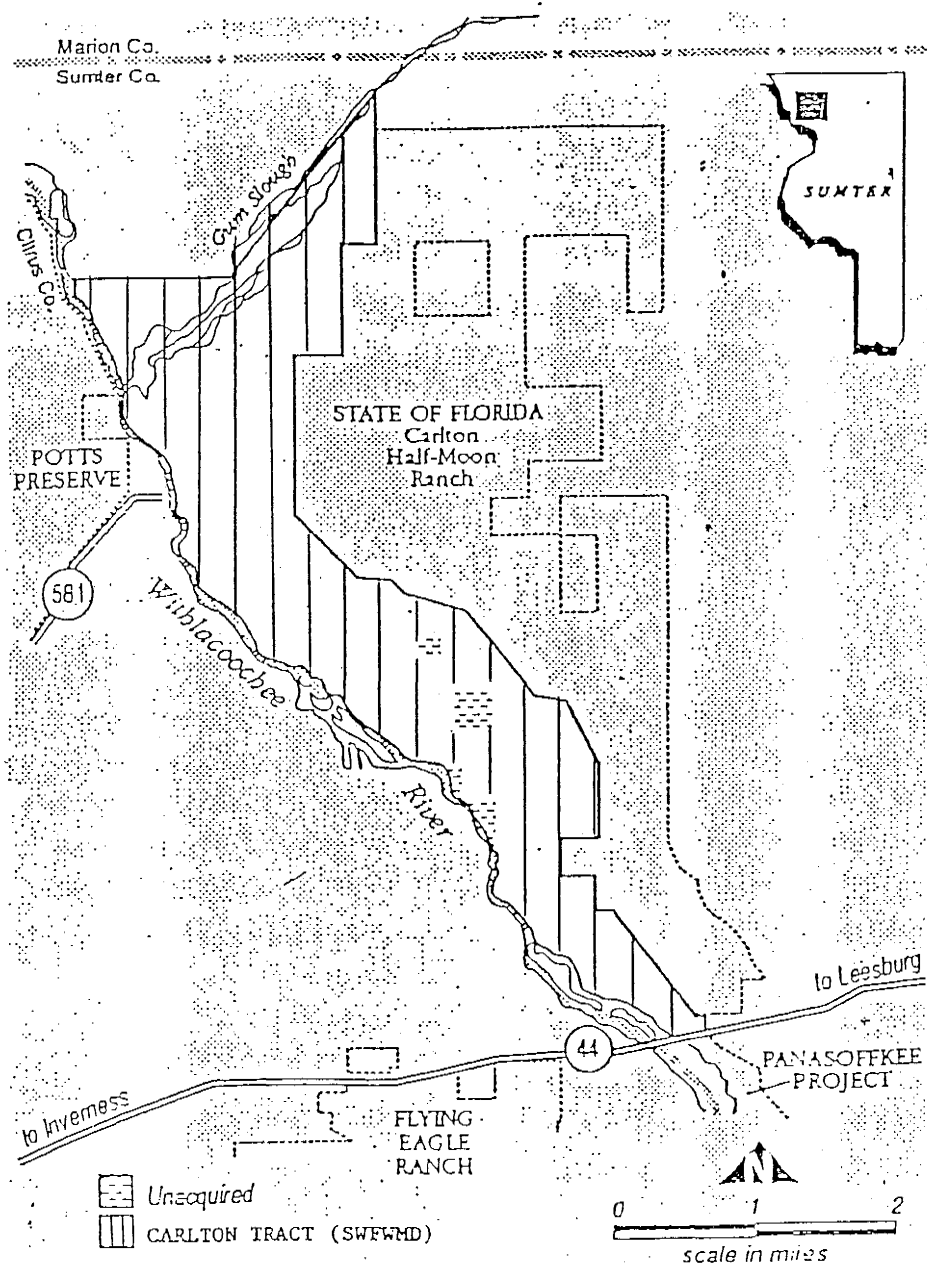 Marion Co.
Sumter Co.
SUMTER
Gum Slough
Citrus Co.
STATE OF FLORIDA
Carlton
Half-Moon
Ranch
POTTS
PRESERVE
581
Withlacoochee
River
to Leesburg
44
PANASOFFKEE
PROJECT
to Inverness
FLYING
EAGLE
RANCH
N
Unacquired
CARLTON TRACT (SWFWMD)
0 1 2
scale in miles